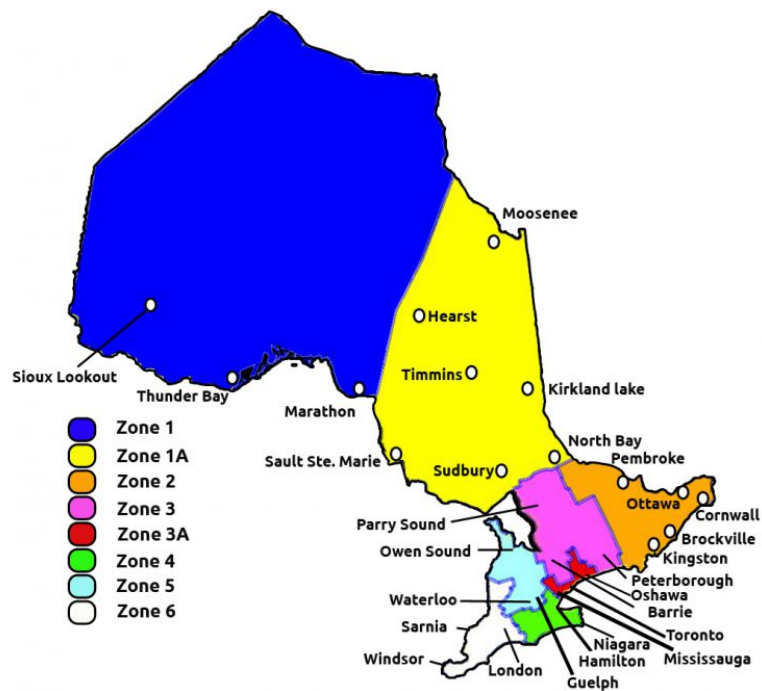 Moosenee
Hearst
Sioux Lookout
Timmins
Kirkland lake
Thunder Bay
Marathon
Zone 1
Zone 1A
Zone 2
Zone 3
Zone 3A
Zone 4
Zone 5
Zone 6
Sault Ste. Marie
Sudbury
North Bay
Pembroke
Ottawa
Cornwall
Brockville
Kingston
Parry Sound
Owen Sound
Peterborough
Oshawa
Barrie
Waterloo
Sarnia
Toronto
Niagara
Mississauga
Hamilton
Windsor
London
Guelph